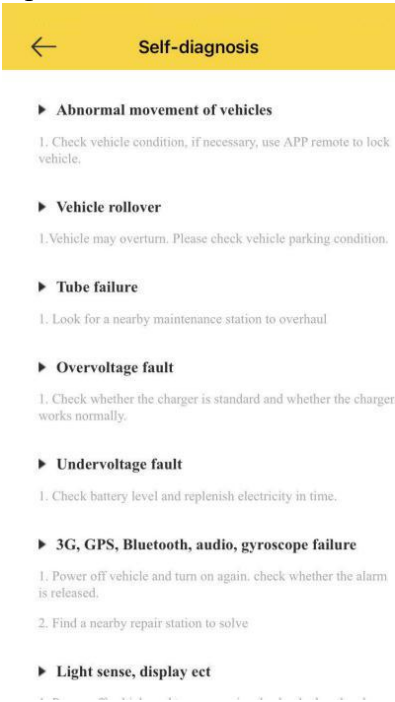 Self-diagnosis
▶ Abnormal movement of vehicles
1. Check vehicle condition, if necessary, use APP remote to lock
vehicle.
▶ Vehicle rollover
1.Vehicle may overturn. Please check vehicle parking condition.
▶ Tube failure
1. Look for a nearby maintenance station to overhaul
▶ Overvoltage fault
1. Check whether the charger is standard and whether the charger
works normally.
▶ Undervoltage fault
1. Check battery level and replenish electricity in time.
▶ 3G, GPS, Bluetooth, audio, gyroscope failure
1. Power off vehicle and turn on again. check whether the alarm
is released.
2. Find a nearby repair station to solve
▶ Light sense, display ect